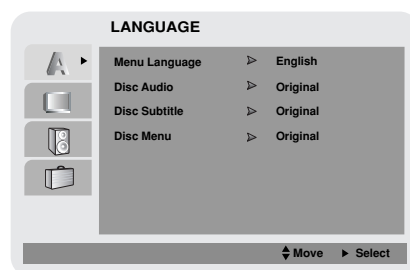 LANGUAGE
A
Menu Language English
Disc Audio Original
Disc Subtitle Original
Disc Menu Original
Move Select